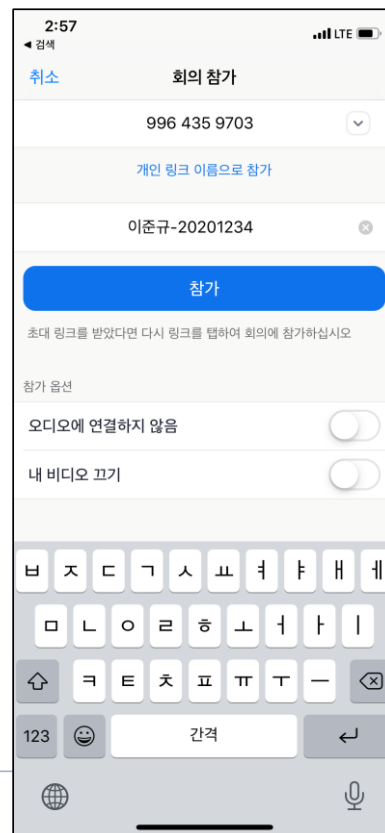 2:57
LTE
◀ 검색
취소
회의 참가
996 435 9703
개인 링크 이름으로 참가
이준규-20201234
참가
초대 링크를 받았다면 다시 링크를 탭하여 회의에 참가하십시오
참가 옵션
오디오에 연결하지 않음
내 비디오 끄기
ㅂ ㅈ ㄷ ㄱ ㅅ ㅛ ㅕ ㅑ ㅐ ㅔ
ㅁ ㄴ ㅇ ㄹ ㅎ ㅗ ㅓ ㅏ ㅣ
ㅋ ㅌ ㅊ ㅍ ㅠ ㅜ ㅡ
123 간격